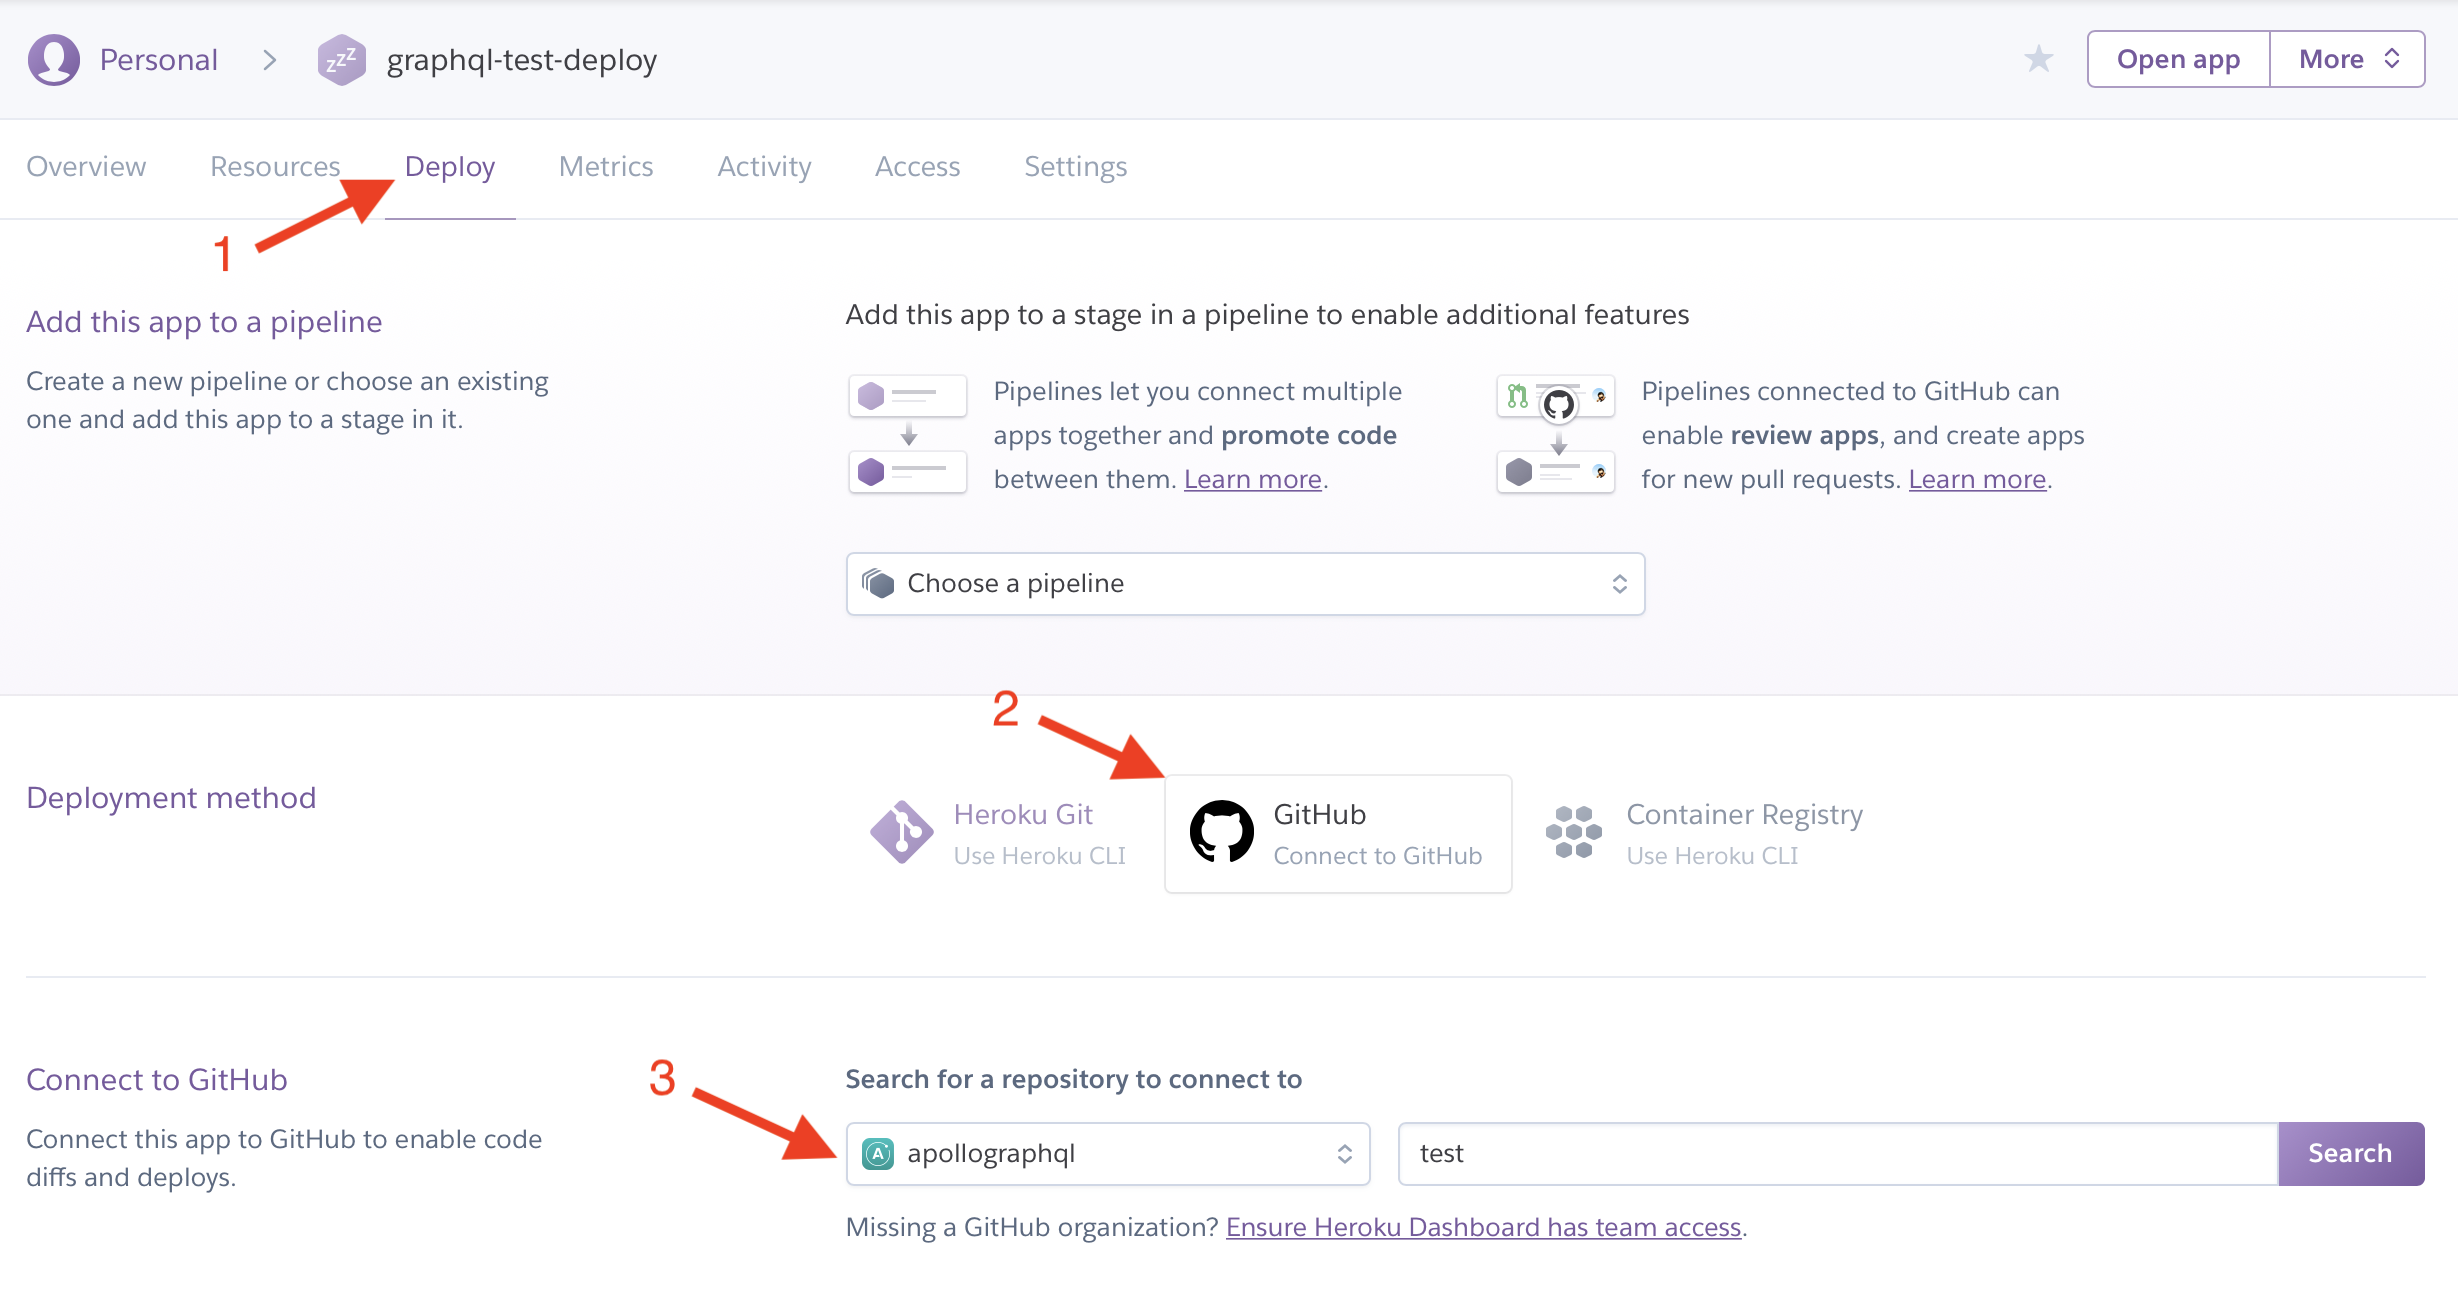 Personal > zzz graphql-test-deploy
Open app
More
Overview Resources Deploy Metrics Activity Access Settings
1
Add this app to a pipeline
Create a new pipeline or choose an existing
one and add this app to a stage in it.
Add this app to a stage in a pipeline to enable additional features
Pipelines let you connect multiple
apps together and promote code
between them. Learn more.
Pipelines connected to GitHub can
enable review apps, and create apps
for new pull requests. Learn more.
Choose a pipeline
2
Deployment method
Heroku Git
Use Heroku CLI
GitHub
Connect to GitHub
Container Registry
Use Heroku CLI
Connect to GitHub
Connect this app to GitHub to enable code
diffs and deploys.
3
Search for a repository to connect to
A apollographql
test
Search
Missing a GitHub organization? Ensure Heroku Dashboard has team access.